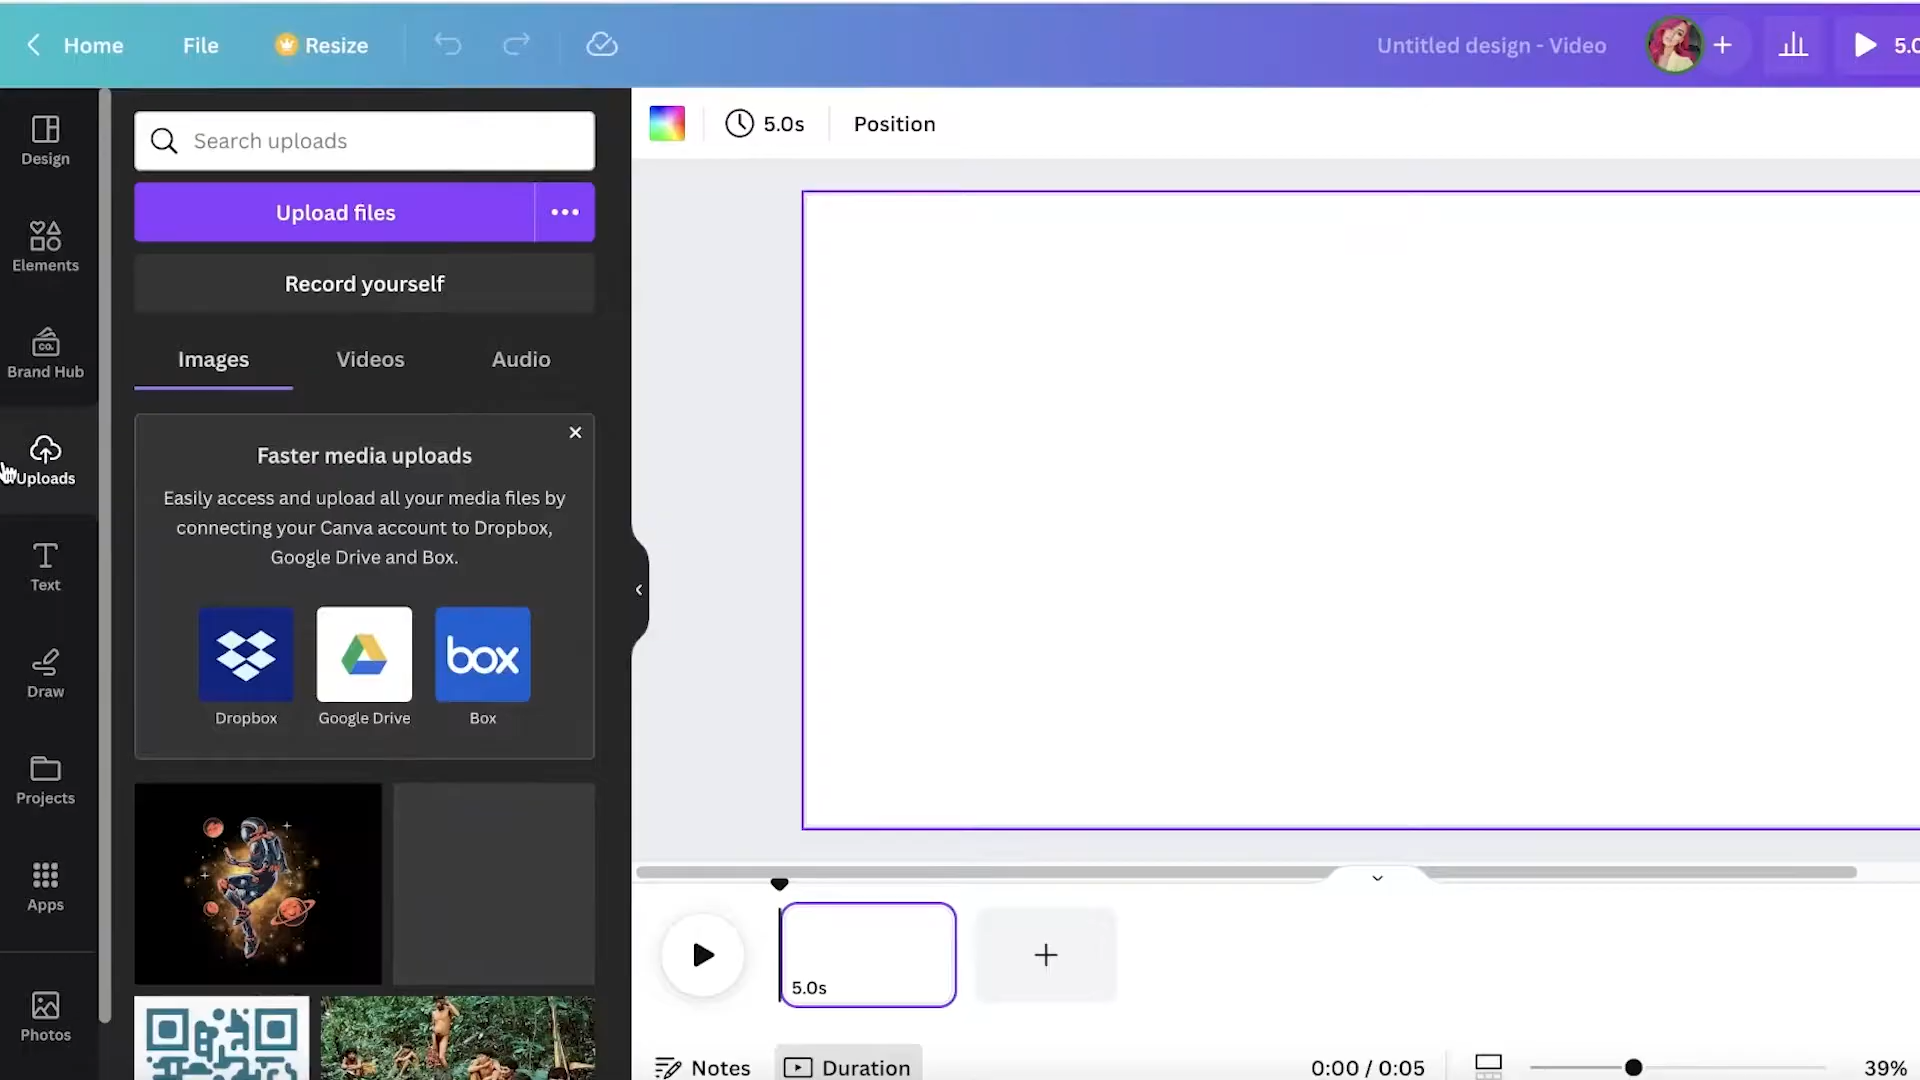 Home
File
Resize
Untitled design - Video
5.0
Design
Elements
CO.
Brand Hub
Uploads
Text
Draw
Projects
Apps
Photos
Search uploads
Upload files
Record yourself
Images
Videos
Audio
Faster media uploads
Easily access and upload all your media files by
connecting your Canva account to Dropbox,
Google Drive and Box.
box
Dropbox
Google Drive
Box
5.0s
Position
5.0s
Notes
Duration
0:00 / 0:05
39%